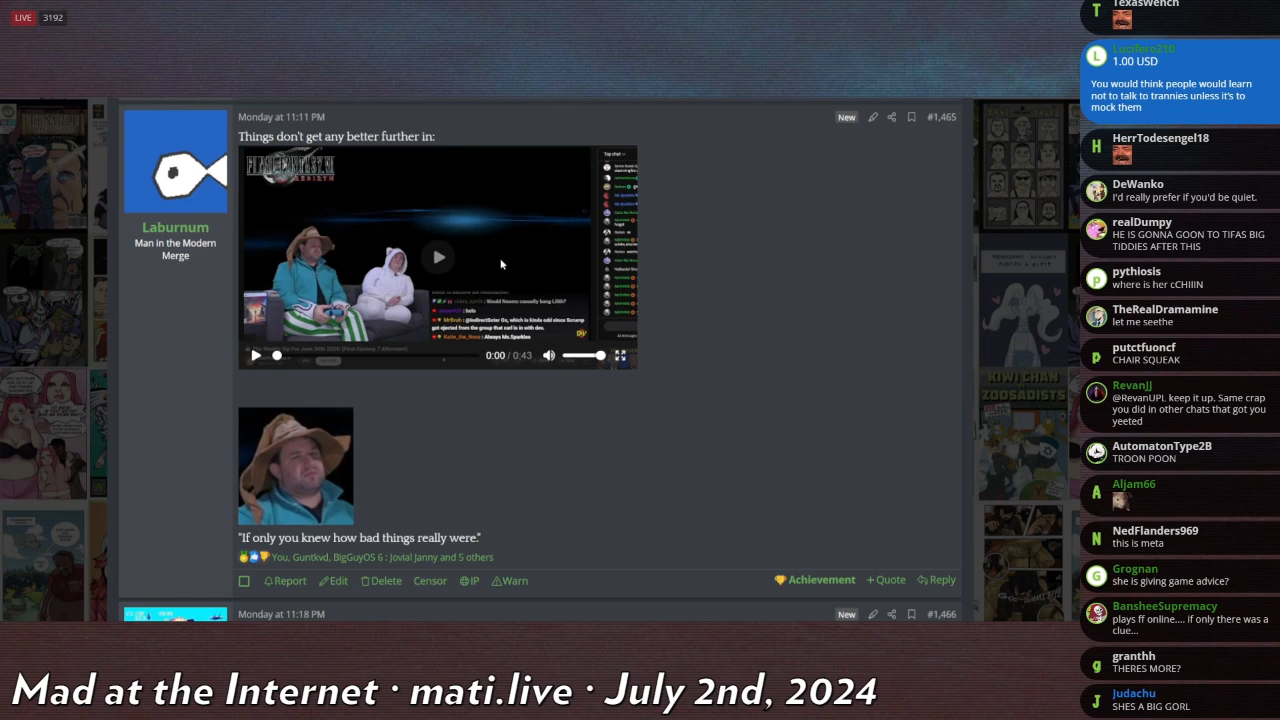 LIVE 3192
Monday at 11:11 PM
New
#1,465
Things don't get any better further in:
Laburnum
Man in the Modern
Merge
Top chat
0:00 / 0:43
"If only you knew how bad things really were."
You, Guntkvd, BigGuyOS 6 : Jovial Janny and 5 others
Report Edit Delete Censor IP Warn
Achievement + Quote Reply
Monday at 11:18 PM
New
#1,466
Mad at the Internet · mati.live · July 2nd, 2024
TexasWench
Lucifero210
1.00 USD
You would think people would learn
not to talk to trannies unless it's to
mock them
HerrTodesengel18
DeWanko
I'd really prefer if you'd be quiet.
realDumpy
HE IS GONNA GOON TO TIFAS BIG
TIDDIES AFTER THIS
pythiosis
where is her cCHIIIN
TheRealDramamine
let me seethe
putctfuoncf
CHAIR SQUEAK
RevanJJ
@RevanUPL keep it up. Same crap
you did in other chats that got you
yeeted
AutomatonType2B
TROON POON
Aljam66
NedFlanders969
this is meta
Grognan
she is giving game advice?
BansheeSupremacy
plays ff online.... if only there was a
clue...
granthh
THERES MORE?
Judachu
SHES A BIG GORL